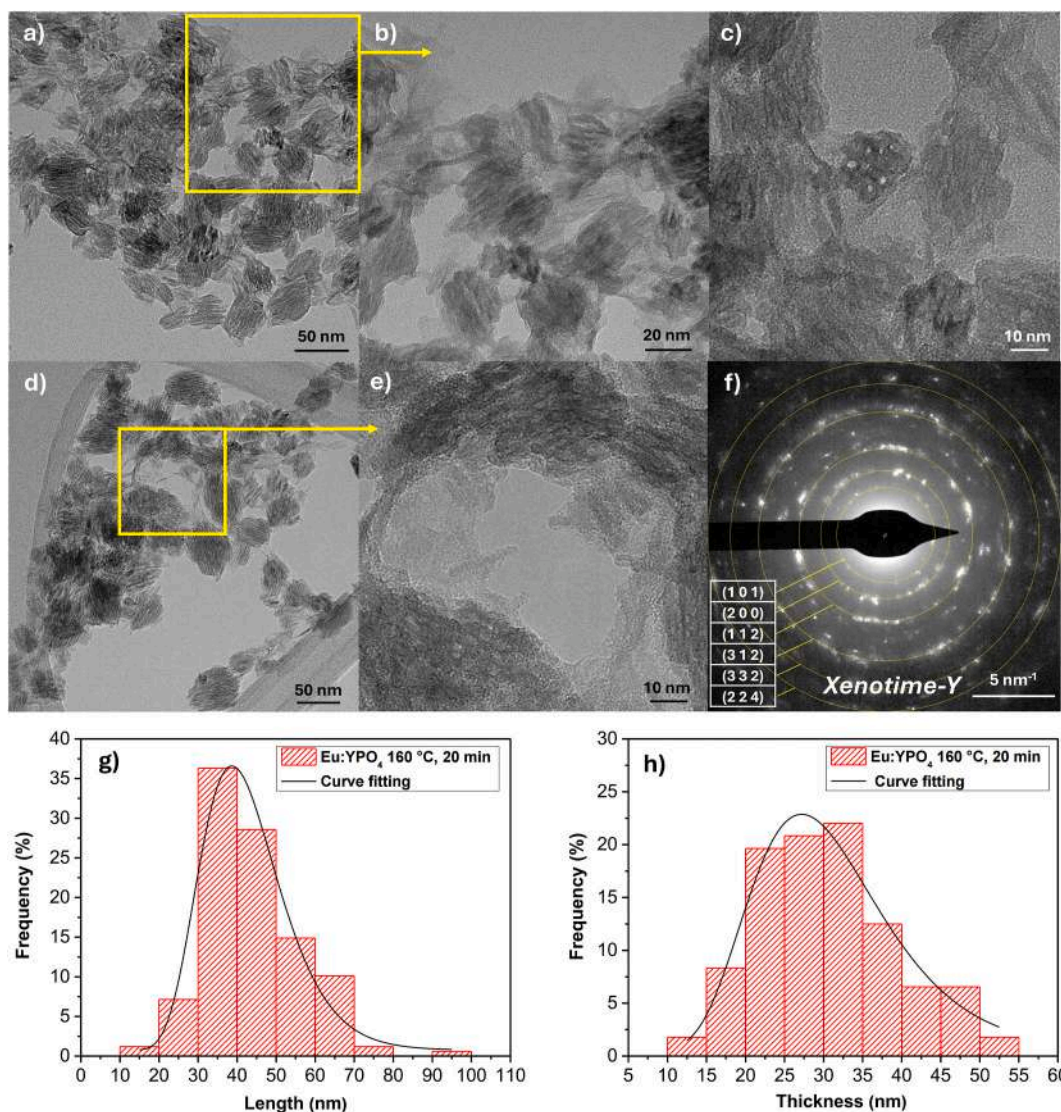 a)
b)
c)
50 nm
20 nm
10 nm
d)
e)
f)
50 nm
10 nm
(1 0 1)
(2 0 0)
(1 1 2)
(3 1 2)
(3 3 2)
(2 2 4)
Xenotime-Y
5 nm⁻¹
g)
Eu:YPO₄ 160 °C, 20 min
Curve fitting
Frequency (%)
40
35
30
25
20
15
10
5
0
0 10 20 30 40 50 60 70 80 90 100 110
Length (nm)
h)
Eu:YPO₄ 160 °C, 20 min
Curve fitting
Frequency (%)
30
25
20
15
10
5
0
5 10 15 20 25 30 35 40 45 50 55 60
Thickness (nm)